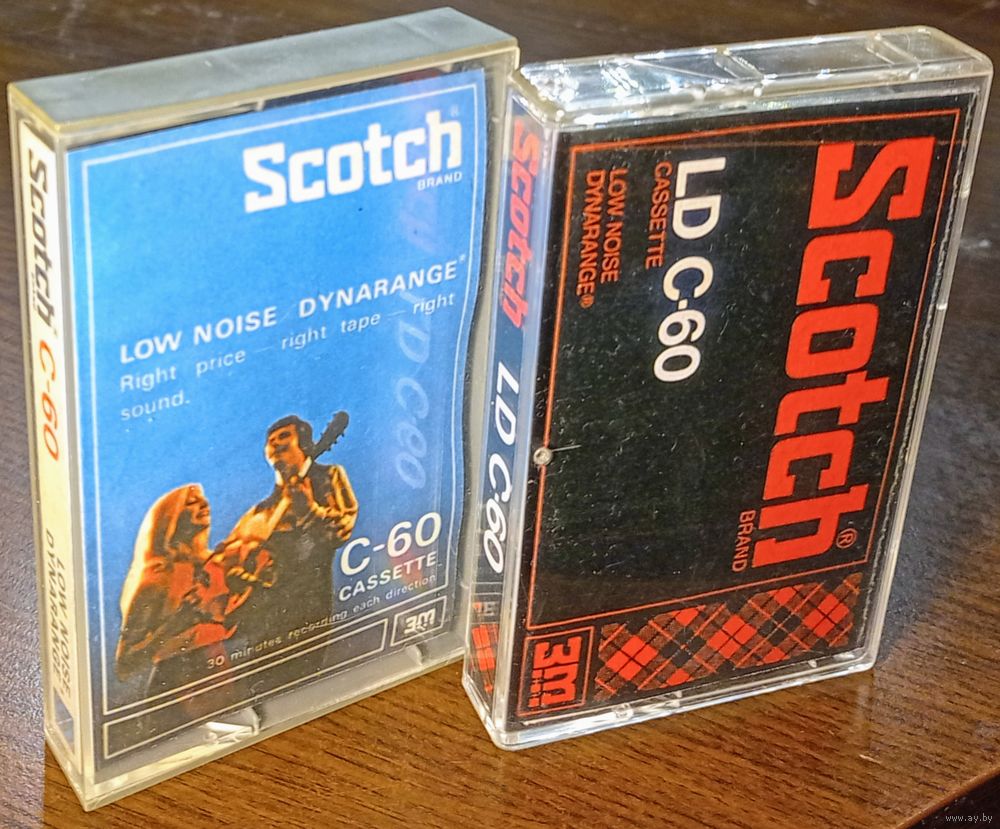 Scotch®
BRAND
LOW NOISE DYNARANGE®
Right price — right tape — right
sound.
C-60
CASSETTE
30 minutes recording each direction
3M
Scotch C-60 LOW NOISE
DYNARANGE
Scotch LD C-60
Scotch®
BRAND
LD C-60
CASSETTE
LOW NOISE
DYNARANGE®
3M
www.ay.by